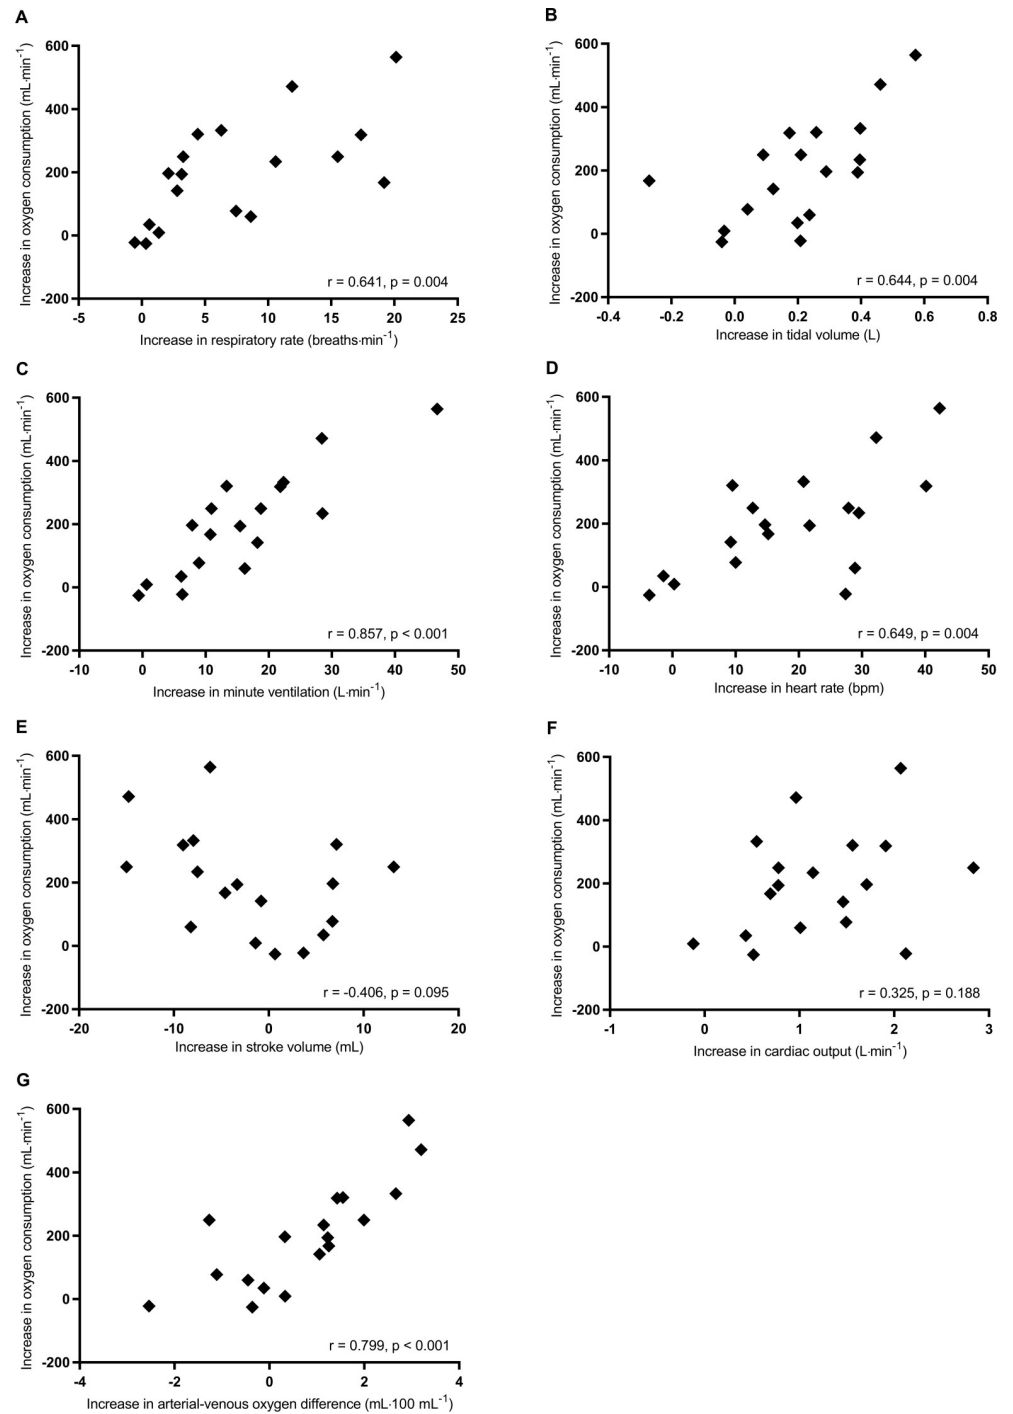 A
Increase in oxygen consumption (mL·min⁻¹)
600
400
200
0
-200
-5
0
5
10
15
20
25
r = 0.641, p = 0.004
Increase in respiratory rate (breaths·min⁻¹)
B
Increase in oxygen consumption (mL·min⁻¹)
600
400
200
0
-200
-0.4
-0.2
0.0
0.2
0.4
0.6
0.8
r = 0.644, p = 0.004
Increase in tidal volume (L)
C
Increase in oxygen consumption (mL·min⁻¹)
600
400
200
0
-200
-10
0
10
20
30
40
50
r = 0.857, p < 0.001
Increase in minute ventilation (L·min⁻¹)
D
Increase in oxygen consumption (mL·min⁻¹)
600
400
200
0
-200
-10
0
10
20
30
40
50
r = 0.649, p = 0.004
Increase in heart rate (bpm)
E
Increase in oxygen consumption (mL·min⁻¹)
600
400
200
0
-200
-20
-10
0
10
20
r = -0.406, p = 0.095
Increase in stroke volume (mL)
F
Increase in oxygen consumption (mL·min⁻¹)
600
400
200
0
-200
-1
0
1
2
3
r = 0.325, p = 0.188
Increase in cardiac output (L·min⁻¹)
G
Increase in oxygen consumption (mL·min⁻¹)
600
400
200
0
-200
-4
-2
0
2
4
r = 0.799, p < 0.001
Increase in arterial-venous oxygen difference (mL·100 mL⁻¹)